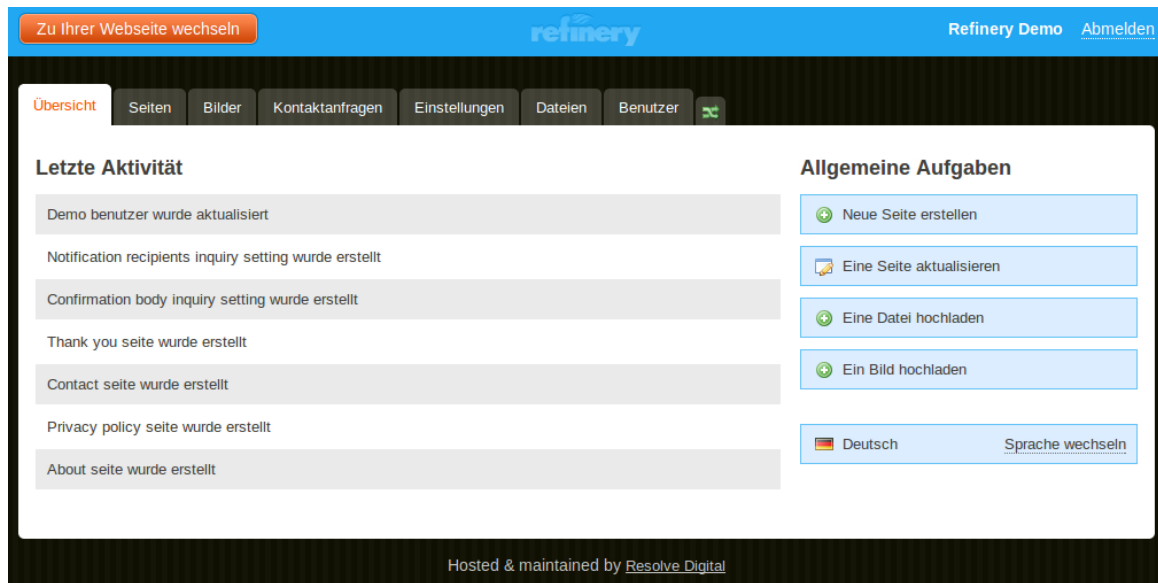 Zu Ihrer Webseite wechseln
refinery
Refinery Demo Abmelden
Übersicht Seiten Bilder Kontaktanfragen Einstellungen Dateien Benutzer
Letzte Aktivität
Demo benutzer wurde aktualisiert
Notification recipients inquiry setting wurde erstellt
Confirmation body inquiry setting wurde erstellt
Thank you seite wurde erstellt
Contact seite wurde erstellt
Privacy policy seite wurde erstellt
About seite wurde erstellt
Allgemeine Aufgaben
Neue Seite erstellen
Eine Seite aktualisieren
Eine Datei hochladen
Ein Bild hochladen
Deutsch Sprache wechseln
Hosted & maintained by Resolve Digital